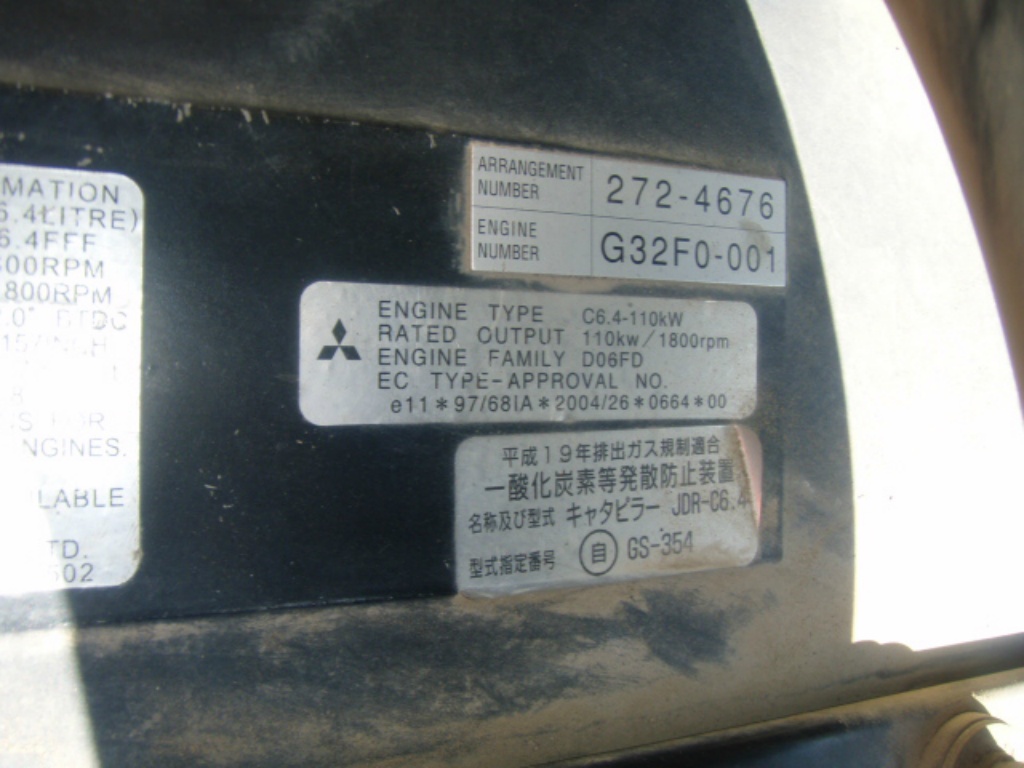 MATION
6.4LITRE)
6.4FFF
800RPM
1800RPM
BTDC
8
FOR
NGINES.
LABLE
TD.
502
ARRANGEMENT NUMBER 272-4676
ENGINE NUMBER G32F0-001
ENGINE TYPE C6.4-110kW
RATED OUTPUT 110kw/1800rpm
ENGINE FAMILY D06FD
EC TYPE-APPROVAL NO.
e11*97/68IA*2004/26*0664*00
平成19年排出ガス規制適合
一酸化炭素等発散防止装置
名称及び型式 キャタピラー JDR-C6.4
型式指定番号 自 GS-354